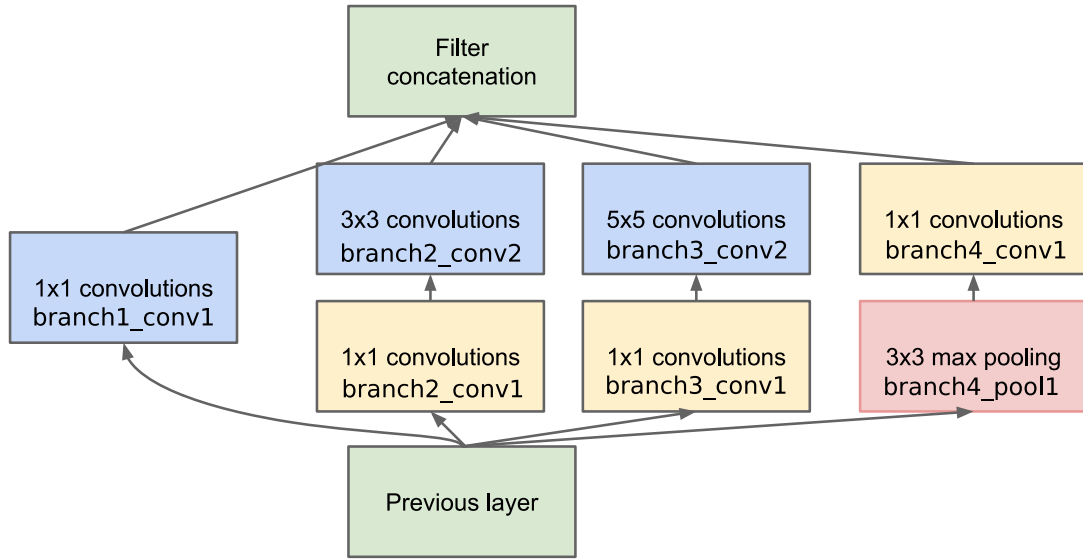 Filter
concatenation
3x3 convolutions
branch2_conv2
5x5 convolutions
branch3_conv2
1x1 convolutions
branch4_conv1
1x1 convolutions
branch1_conv1
1x1 convolutions
branch2_conv1
1x1 convolutions
branch3_conv1
3x3 max pooling
branch4_pool1
Previous layer